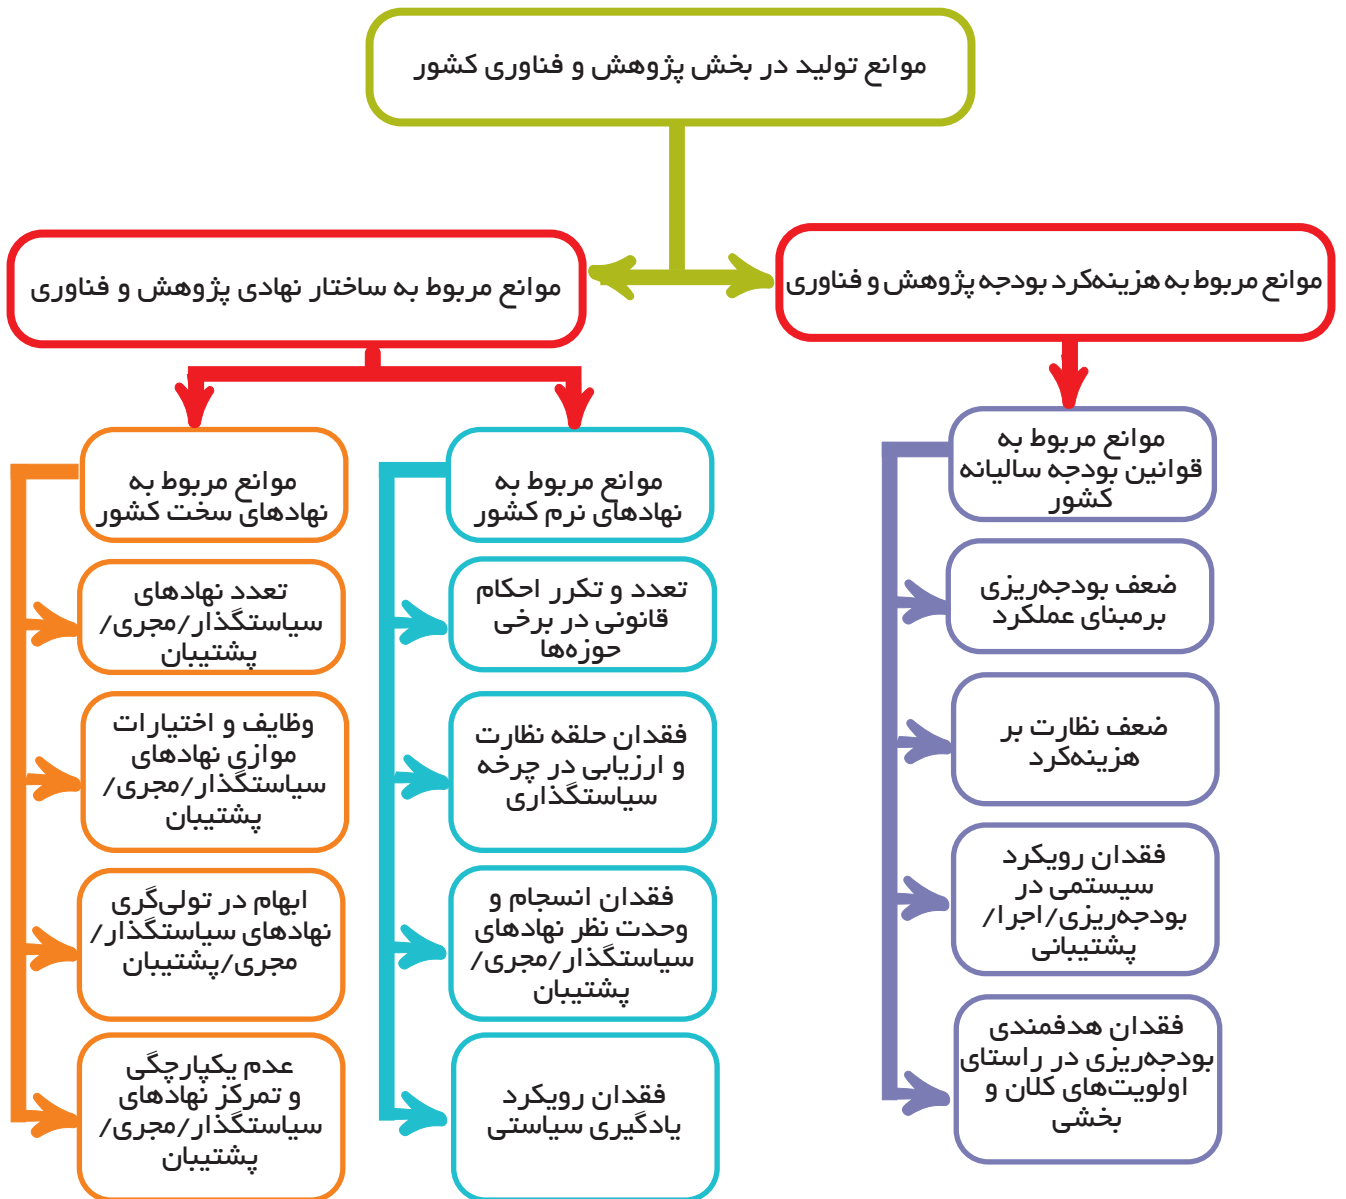 موانع تولید در بخش پژوهش و فناوری کشور
موانع مربوط به هزینه‌کرد بودجه پژوهش و فناوری
موانع مربوط به ساختار نهادی پژوهش و فناوری
موانع مربوط به
قوانین بودجه سالیانه
کشور
ضعف بودجه‌ریزی
برمبنای عملکرد
ضعف نظارت بر
هزینه‌کرد
فقدان رویکرد
سیستمی در
بودجه‌ریزی/اجرا/
پشتیبانی
فقدان هدفمندی
بودجه‌ریزی در راستای
اولویت‌های کلان و
بخشی
موانع مربوط به
نهادهای نرم کشور
تعدد و تکرر احکام
قانونی در برخی
حوزه‌ها
فقدان حلقه نظارت
و ارزیابی در چرخه
سیاستگذاری
فقدان انسجام و
وحدت نظر نهادهای
سیاستگذار/مجری/
پشتیبان
فقدان رویکرد
یادگیری سیاستی
موانع مربوط به
نهادهای سخت کشور
تعدد نهادهای
سیاستگذار/مجری/
پشتیبان
وظایف و اختیارات
موازی نهادهای
سیاستگذار/مجری/
پشتیبان
ابهام در تولی‌گری
نهادهای سیاستگذار/
مجری/پشتیبان
عدم یکپارچگی
و تمرکز نهادهای
سیاستگذار/مجری/
پشتیبان